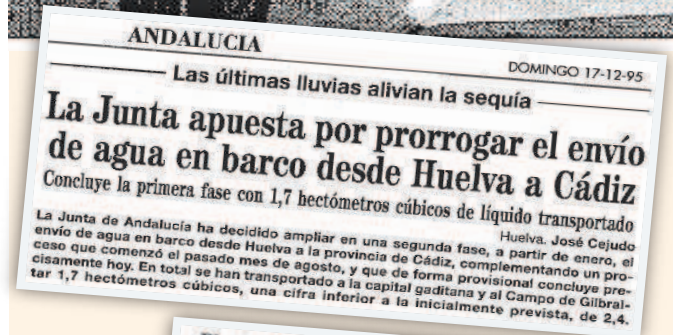 ANDALUCIA
DOMINGO 17-12-95
Las últimas lluvias alivian la sequía
La Junta apuesta por prorrogar el envío
de agua en barco desde Huelva a Cádiz
Concluye la primera fase con 1,7 hectómetros cúbicos de líquido transportado
Huelva. José Cejudo
La Junta de Andalucía ha decidido ampliar en una segunda fase, a partir de enero, el
envío de agua en barco desde Huelva a la provincia de Cádiz, complementando un pro-
ceso que comenzó el pasado mes de agosto, y que de forma provisional concluye pre-
cisamente hoy. En total se han transportado a la capital gaditana y al Campo de Gilbral-
tar 1,7 hectómetros cúbicos, una cifra inferior a la inicialmente prevista, de 2,4.